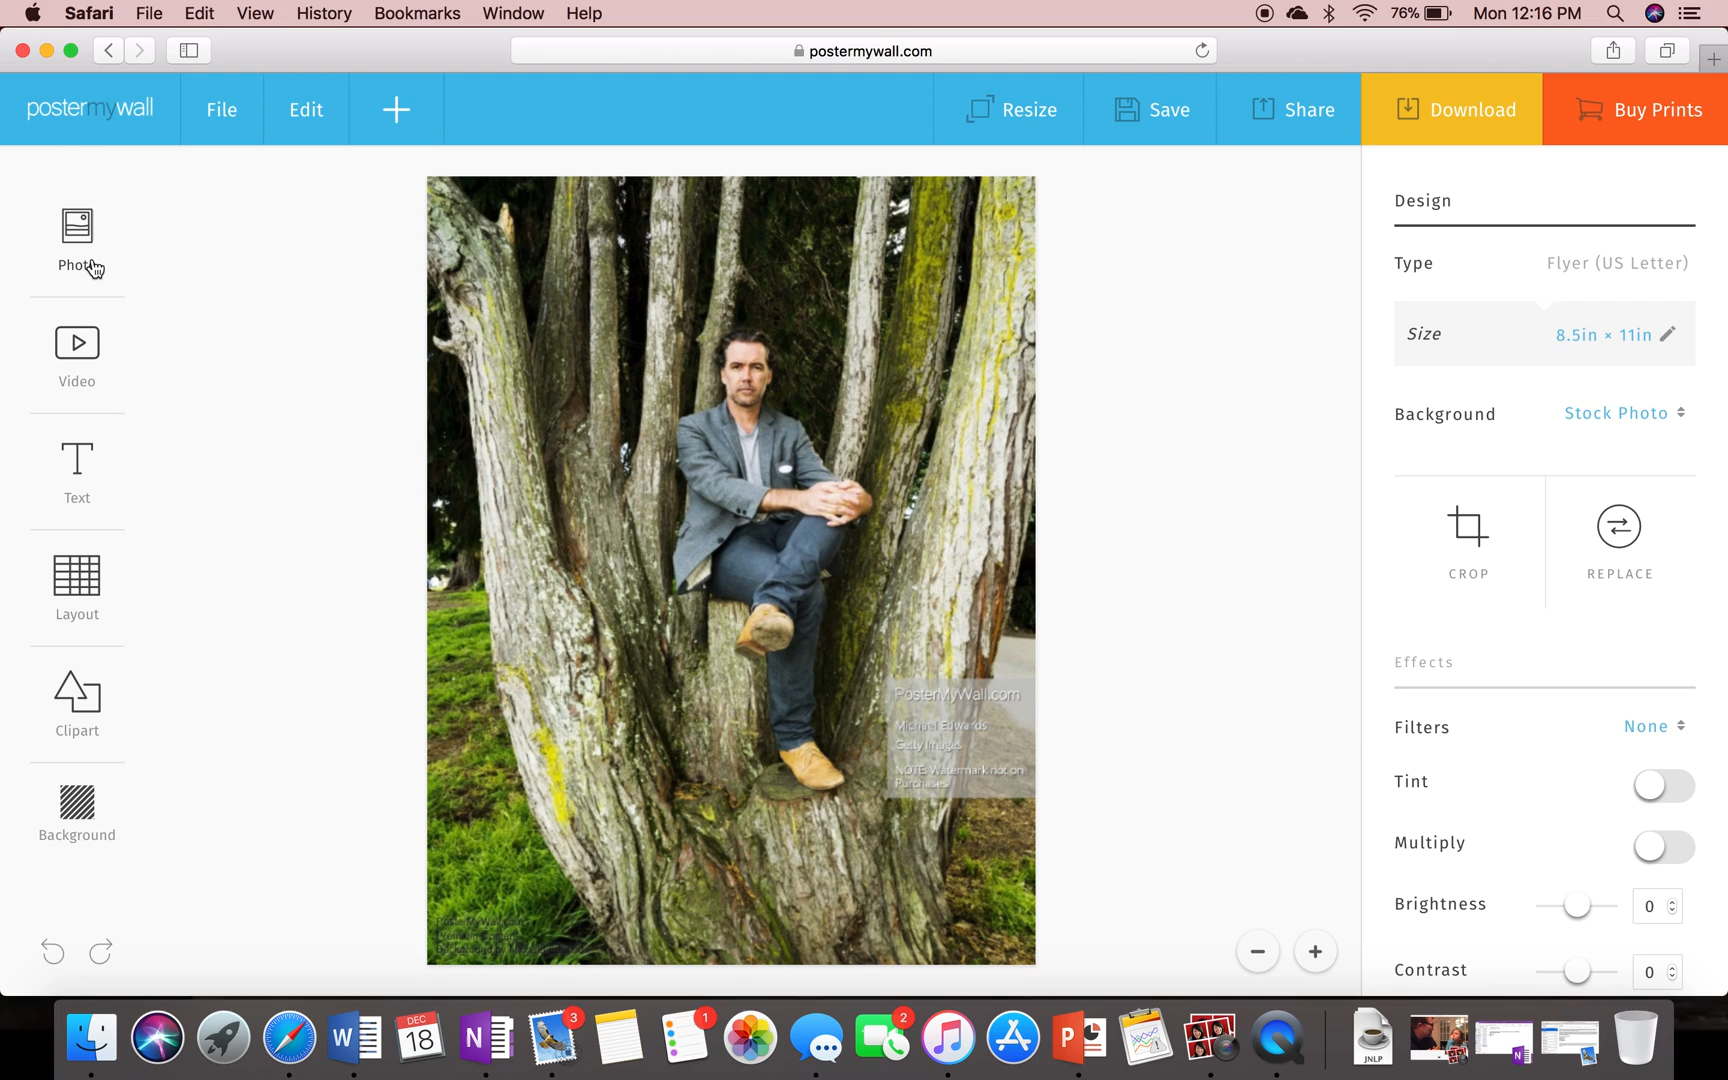 Safari File Edit View History Bookmarks Window Help 76% Mon 12:16 PM
postermywall.com
postermywall File Edit Resize Save Share Download Buy Prints
Photo
Video
Text
Layout
Clipart
Background
PosterMyWall.com
Michael Edwards
Getty Images
NOTE: Watermark not on
Purchases
Design
Type Flyer (US Letter)
Size 8.5in × 11in
Background Stock Photo
CROP REPLACE
Effects
Filters None
Tint
Multiply
Brightness 0
Contrast 0
DEC
18
3
1
2
JNLP